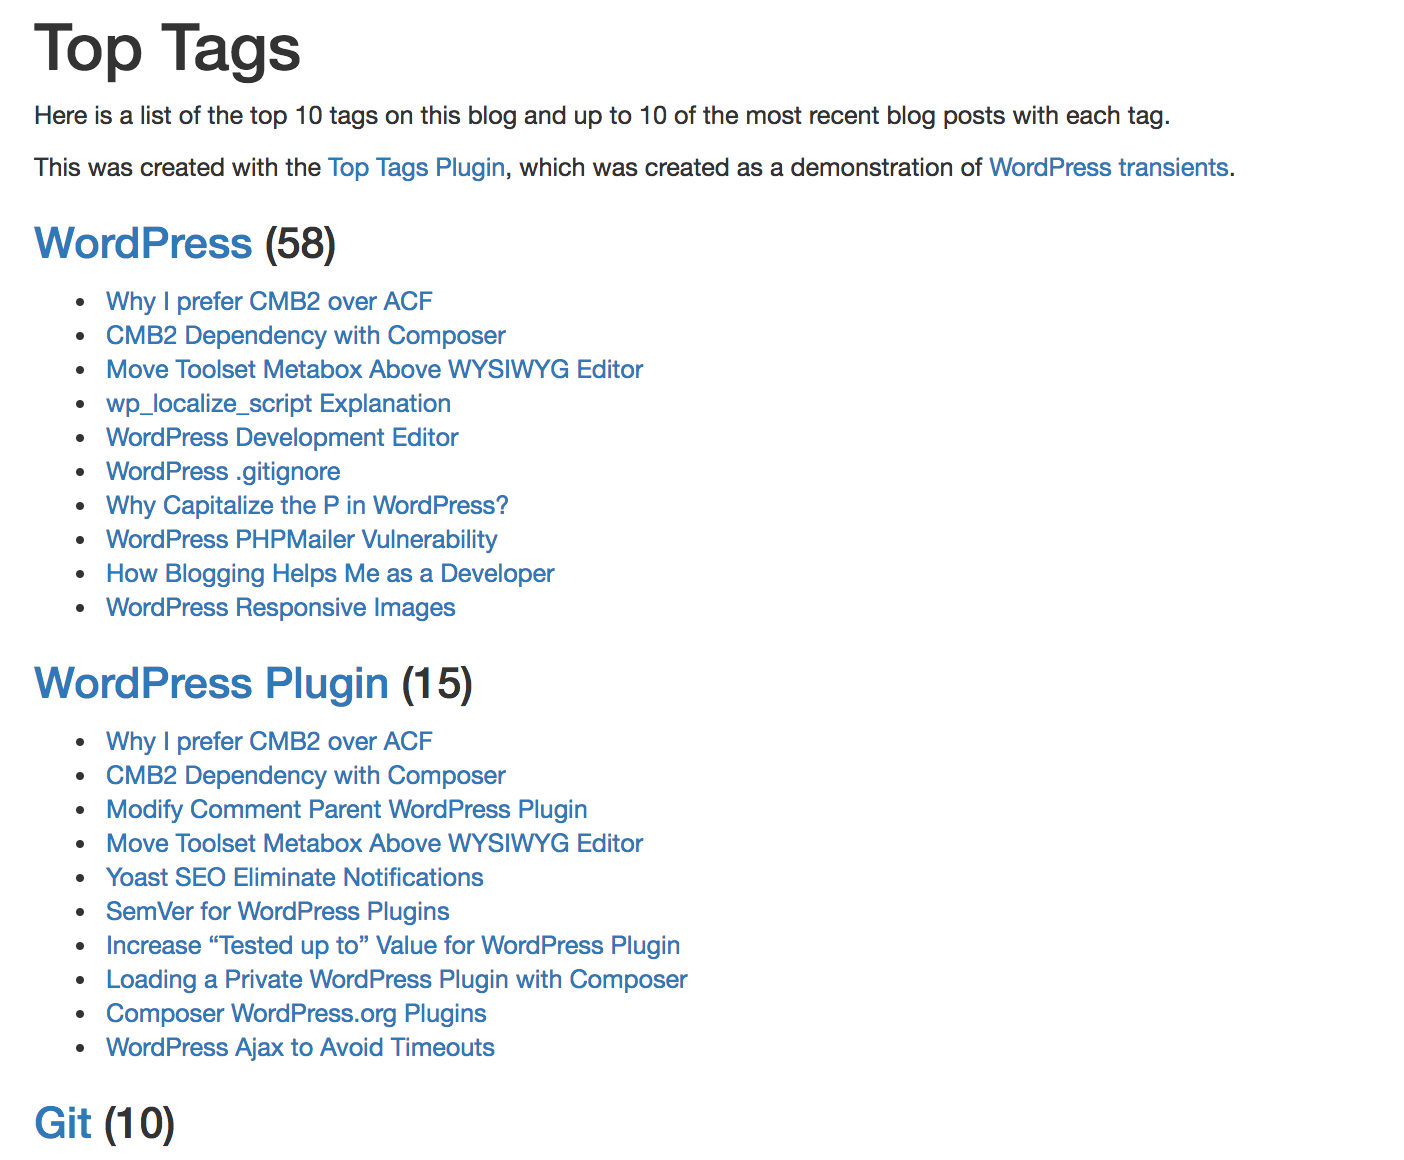 Top Tags
Here is a list of the top 10 tags on this blog and up to 10 of the most recent blog posts with each tag.
This was created with the Top Tags Plugin, which was created as a demonstration of WordPress transients.
WordPress (58)
• Why I prefer CMB2 over ACF
• CMB2 Dependency with Composer
• Move Toolset Metabox Above WYSIWYG Editor
• wp_localize_script Explanation
• WordPress Development Editor
• WordPress .gitignore
• Why Capitalize the P in WordPress?
• WordPress PHPMailer Vulnerability
• How Blogging Helps Me as a Developer
• WordPress Responsive Images
WordPress Plugin (15)
• Why I prefer CMB2 over ACF
• CMB2 Dependency with Composer
• Modify Comment Parent WordPress Plugin
• Move Toolset Metabox Above WYSIWYG Editor
• Yoast SEO Eliminate Notifications
• SemVer for WordPress Plugins
• Increase “Tested up to” Value for WordPress Plugin
• Loading a Private WordPress Plugin with Composer
• Composer WordPress.org Plugins
• WordPress Ajax to Avoid Timeouts
Git (10)